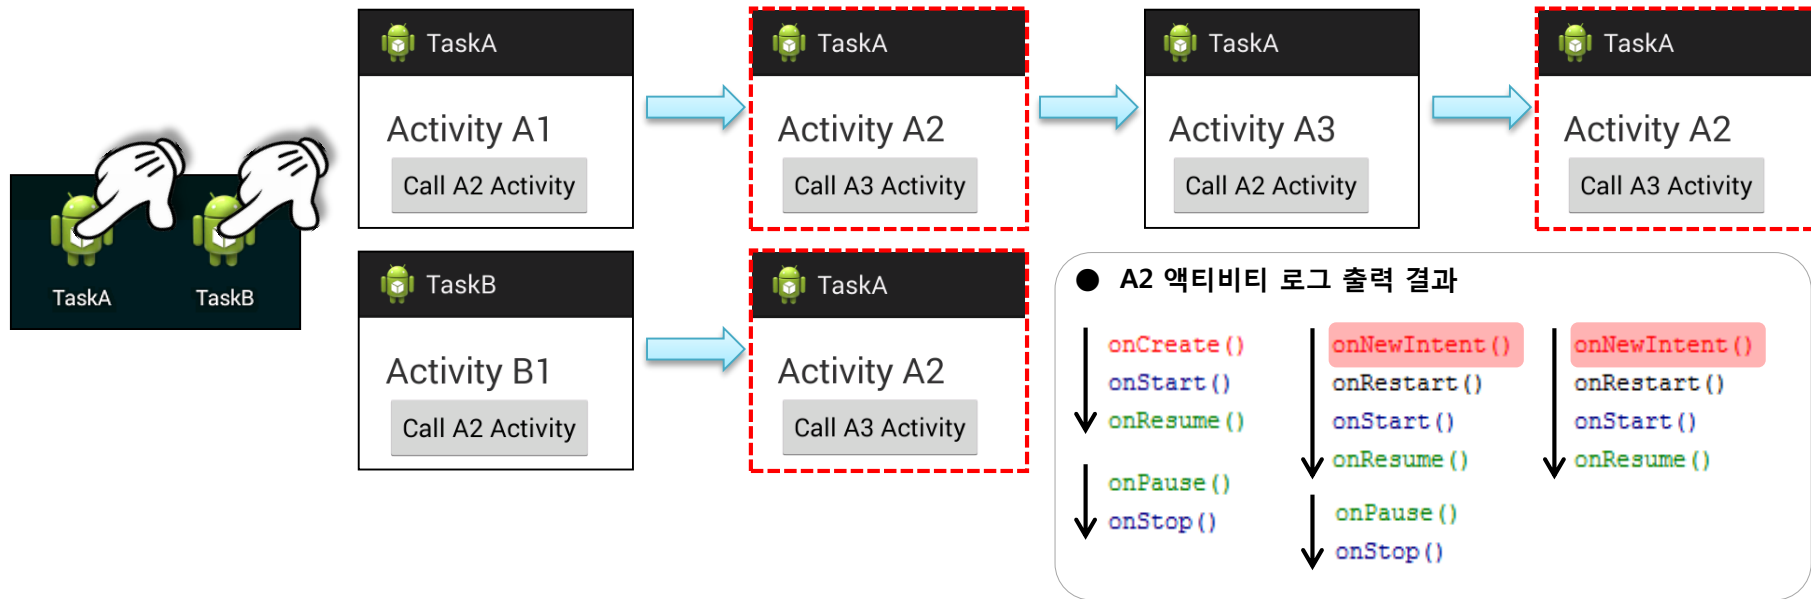 TaskA
TaskB
TaskA
Activity A1
Call A2 Activity
TaskA
Activity A2
Call A3 Activity
TaskA
Activity A3
Call A2 Activity
TaskA
Activity A2
Call A3 Activity
TaskB
Activity B1
Call A2 Activity
TaskA
Activity A2
Call A3 Activity
● A2 액티비티 로그 출력 결과
onCreate()
onStart()
onResume()
onPause()
onStop()
onNewIntent()
onRestart()
onStart()
onResume()
onPause()
onStop()
onNewIntent()
onRestart()
onStart()
onResume()